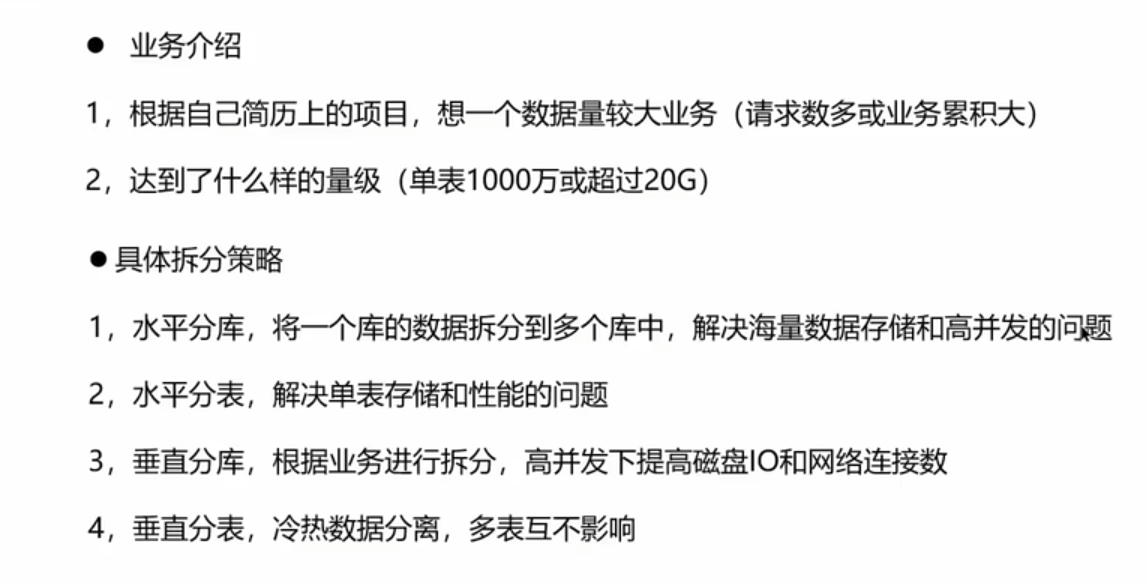 ● 业务介绍
1，根据自己简历上的项目，想一个数据量较大业务（请求数多或业务累积大）
2，达到了什么样的量级（单表1000万或超过20G）
●具体拆分策略
1，水平分库，将一个库的数据拆分到多个库中，解决海量数据存储和高并发的问题
2，水平分表，解决单表存储和性能的问题
3，垂直分库，根据业务进行拆分，高并发下提高磁盘IO和网络连接数
4，垂直分表，冷热数据分离，多表互不影响